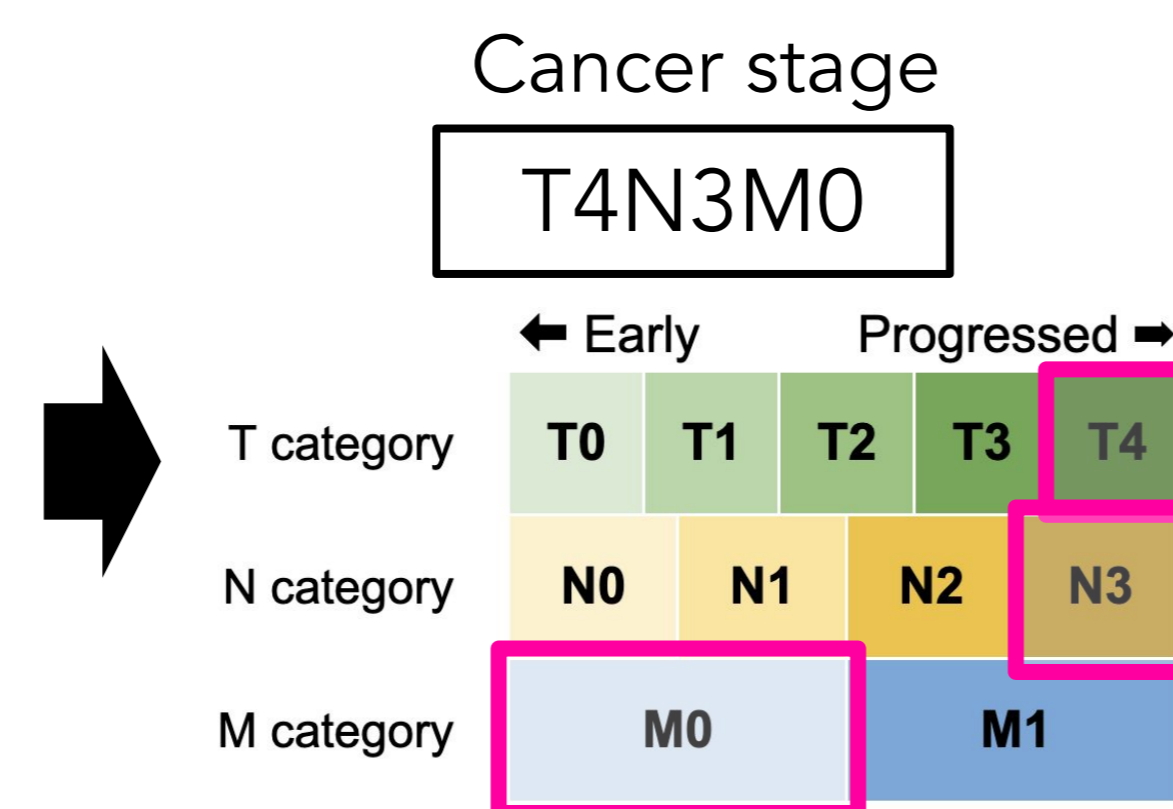 Cancer stage
T4N3M0
← Early Progressed →
T category T0 T1 T2 T3 T4
N category N0 N1 N2 N3
M category M0 M1